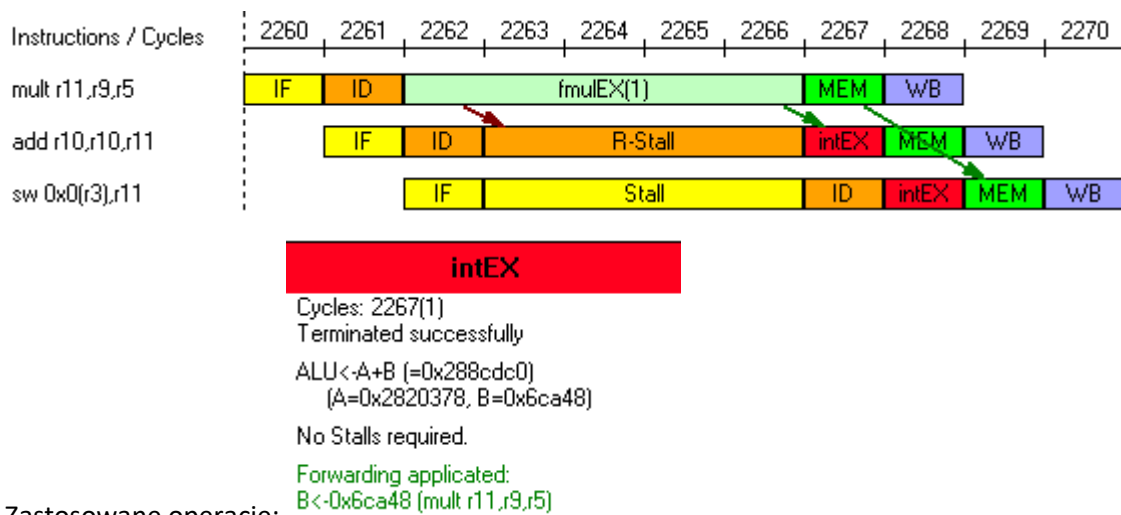 Instructions / Cycles 2260 2261 2262 2263 2264 2265 2266 2267 2268 2269 2270
mult r11,r9,r5 IF ID fmulEX(1) MEM WB
add r10,r10,r11 IF ID R-Stall intEX MEM WB
sw 0x0(r3),r11 IF Stall ID intEX MEM WB
intEX
Cycles: 2267(1)
Terminated successfully
ALU<-A+B (=0x288cdc0)
(A=0x2820378, B=0x6ca48)
No Stalls required.
Forwarding applicated:
Zastosowane operacje: B<-0x6ca48 (mult r11,r9,r5)